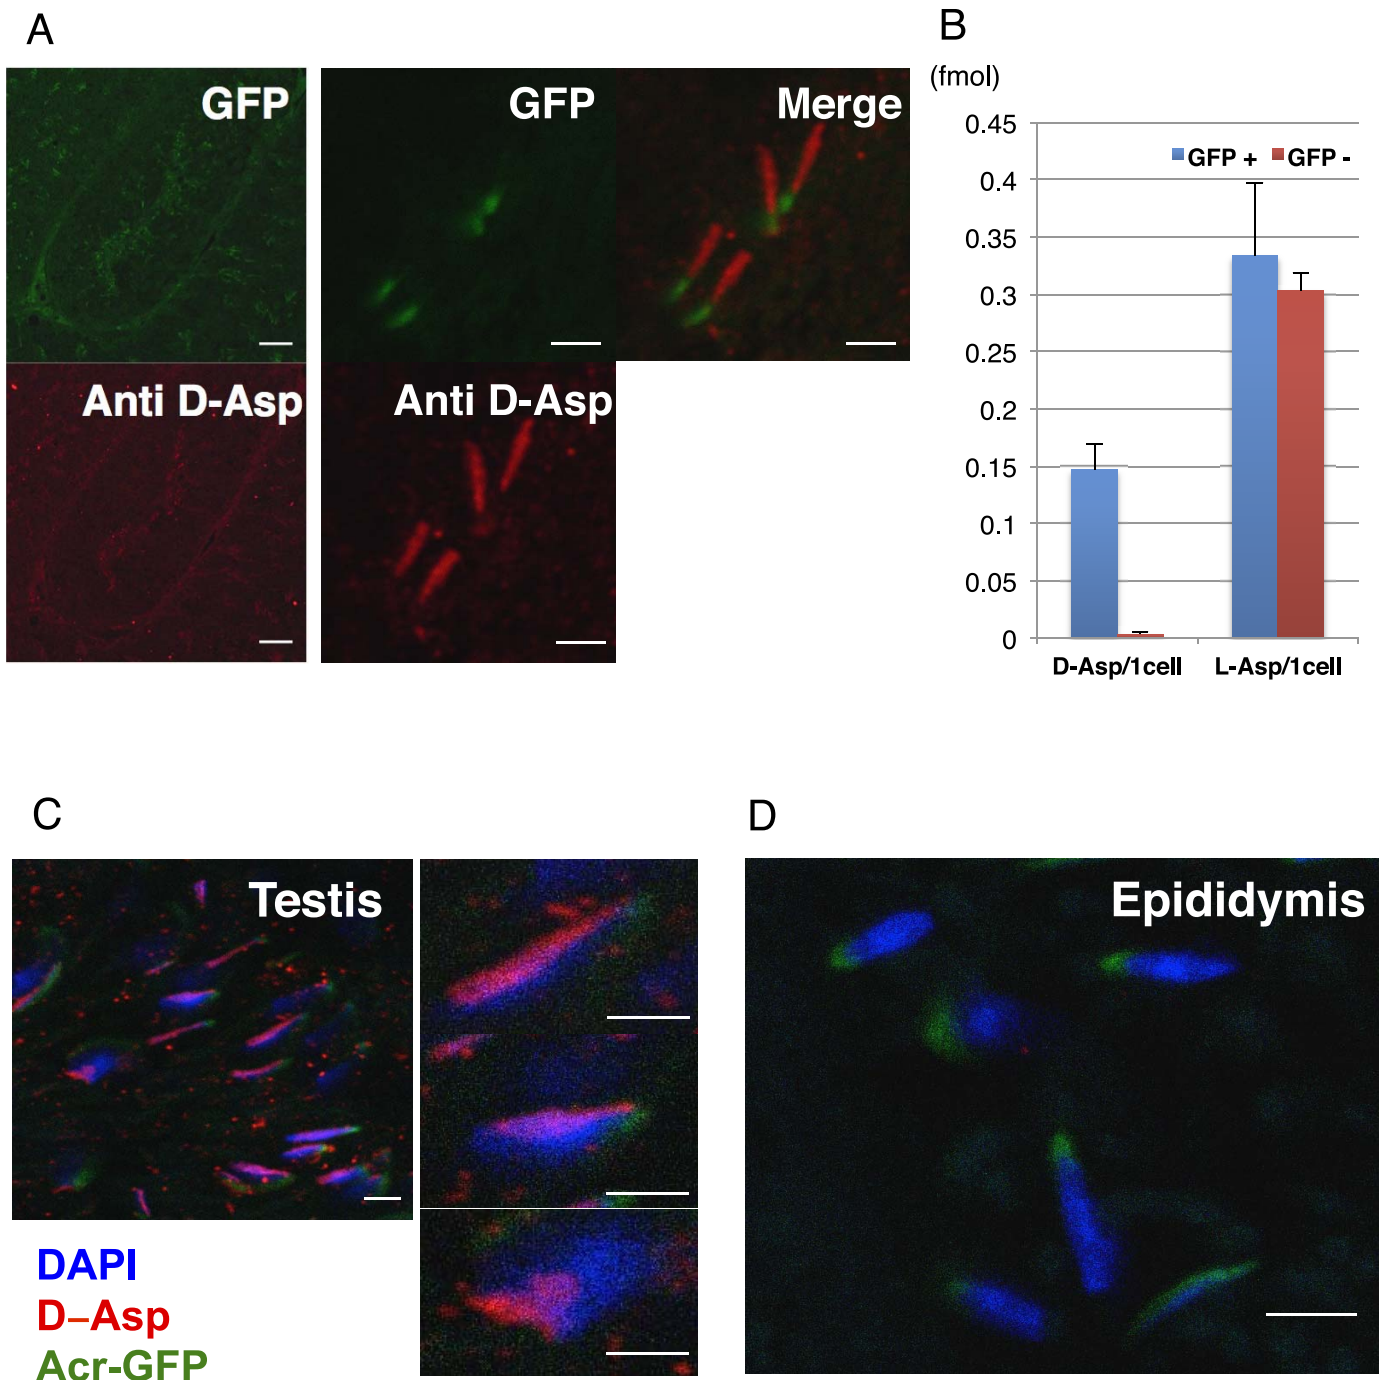 A
GFP
GFP
Merge
Anti D-Asp
Anti D-Asp
B
(fmol)
0.45
0.4
0.35
0.3
0.25
0.2
0.15
0.1
0.05
0
GFP +
GFP -
D-Asp/1cell
L-Asp/1cell
C
Testis
DAPI
D–Asp
Acr-GFP
D
Epididymis